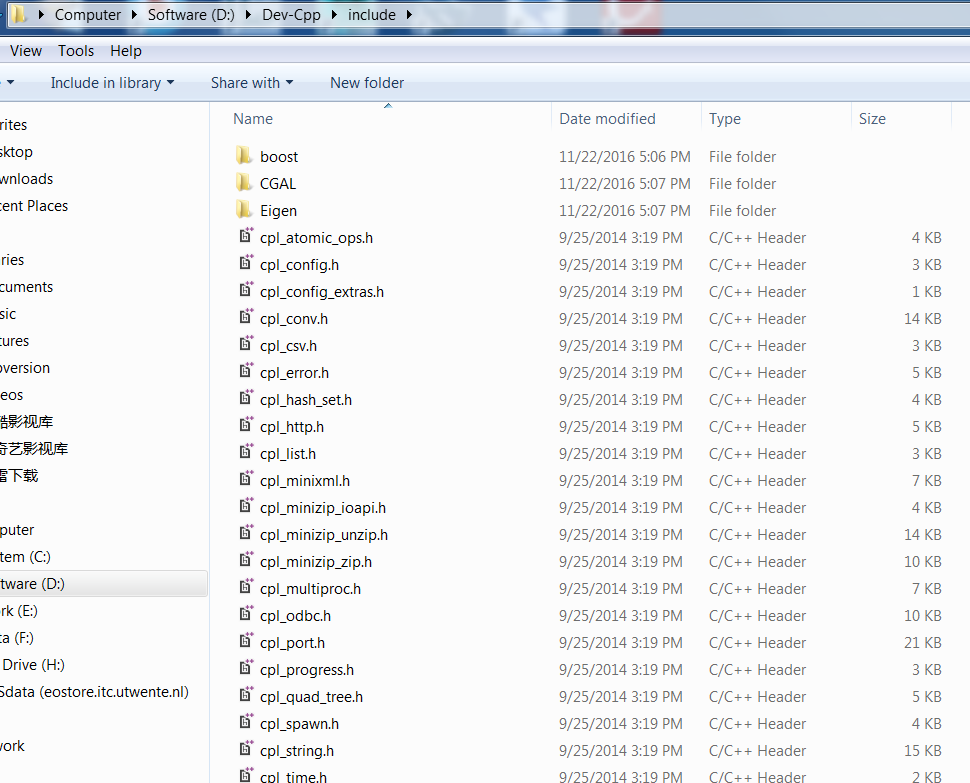 Computer Software (D:) Dev-Cpp include
View Tools Help
Include in library Share with New folder
Name Date modified Type Size
rites
sktop
wnloads
cent Places
ries
cuments
sic
tures
oversion
eos
酷影视库
奇艺影视库
雷下载
puter
tem (C:)
tware (D:)
rk (E:)
ta (F:)
Drive (H:)
Sdata (eostore.itc.utwente.nl)
work
boost 11/22/2016 5:06 PM File folder
CGAL 11/22/2016 5:07 PM File folder
Eigen 11/22/2016 5:07 PM File folder
cpl_atomic_ops.h 9/25/2014 3:19 PM C/C++ Header 4 KB
cpl_config.h 9/25/2014 3:19 PM C/C++ Header 3 KB
cpl_config_extras.h 9/25/2014 3:19 PM C/C++ Header 1 KB
cpl_conv.h 9/25/2014 3:19 PM C/C++ Header 14 KB
cpl_csv.h 9/25/2014 3:19 PM C/C++ Header 3 KB
cpl_error.h 9/25/2014 3:19 PM C/C++ Header 5 KB
cpl_hash_set.h 9/25/2014 3:19 PM C/C++ Header 4 KB
cpl_http.h 9/25/2014 3:19 PM C/C++ Header 5 KB
cpl_list.h 9/25/2014 3:19 PM C/C++ Header 3 KB
cpl_minixml.h 9/25/2014 3:19 PM C/C++ Header 7 KB
cpl_minizip_ioapi.h 9/25/2014 3:19 PM C/C++ Header 4 KB
cpl_minizip_unzip.h 9/25/2014 3:19 PM C/C++ Header 14 KB
cpl_minizip_zip.h 9/25/2014 3:19 PM C/C++ Header 10 KB
cpl_multiproc.h 9/25/2014 3:19 PM C/C++ Header 7 KB
cpl_odbc.h 9/25/2014 3:19 PM C/C++ Header 10 KB
cpl_port.h 9/25/2014 3:19 PM C/C++ Header 21 KB
cpl_progress.h 9/25/2014 3:19 PM C/C++ Header 3 KB
cpl_quad_tree.h 9/25/2014 3:19 PM C/C++ Header 5 KB
cpl_spawn.h 9/25/2014 3:19 PM C/C++ Header 4 KB
cpl_string.h 9/25/2014 3:19 PM C/C++ Header 15 KB
cpl_time.h 9/25/2014 3:19 PM C/C++ Header 2 KB